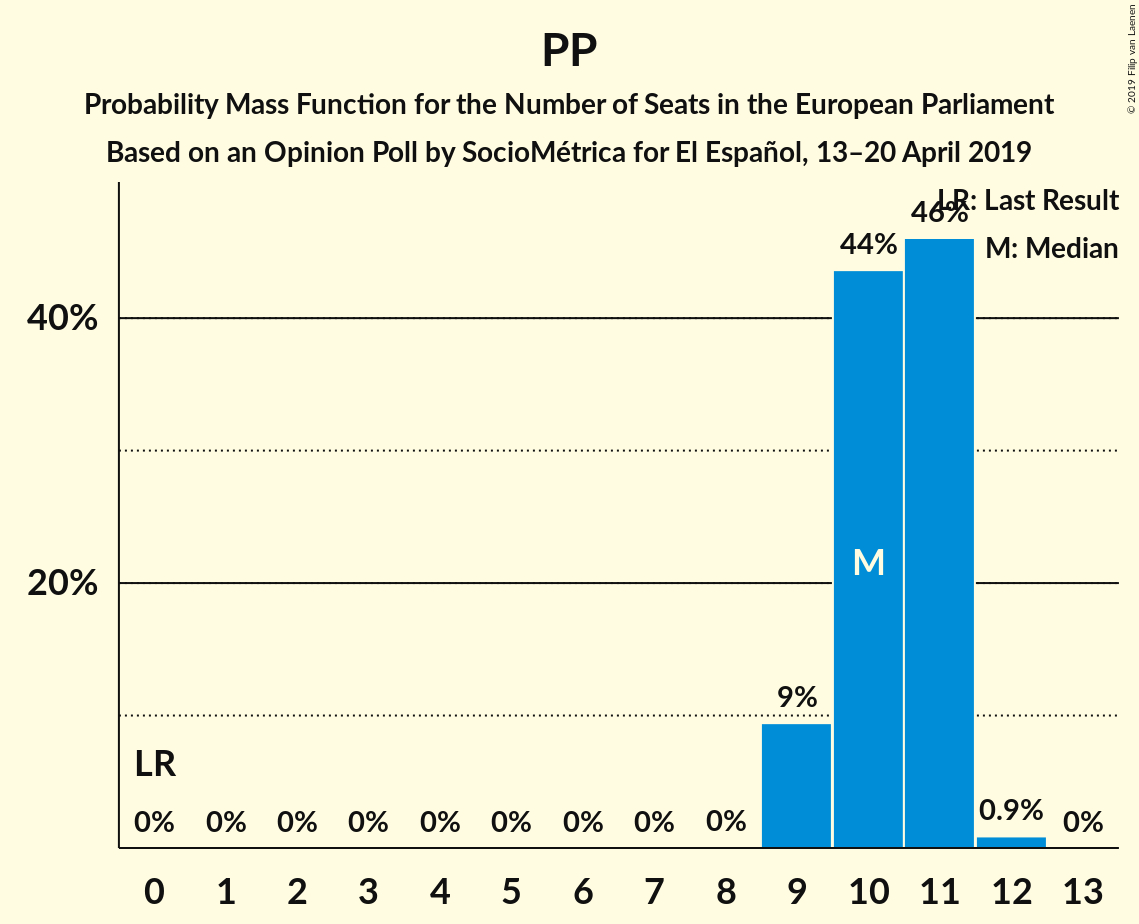 PP
Probability Mass Function for the Number of Seats in the European Parliament
Based on an Opinion Poll by SocioMétrica for El Español, 13–20 April 2019
© 2019 Filip van Laenen
LR: Last Result
M: Median
46%
44%
40%
M
20%
9%
LR
0% 0% 0% 0% 0% 0% 0% 0% 0% 0.9% 0%
0 1 2 3 4 5 6 7 8 9 10 11 12 13